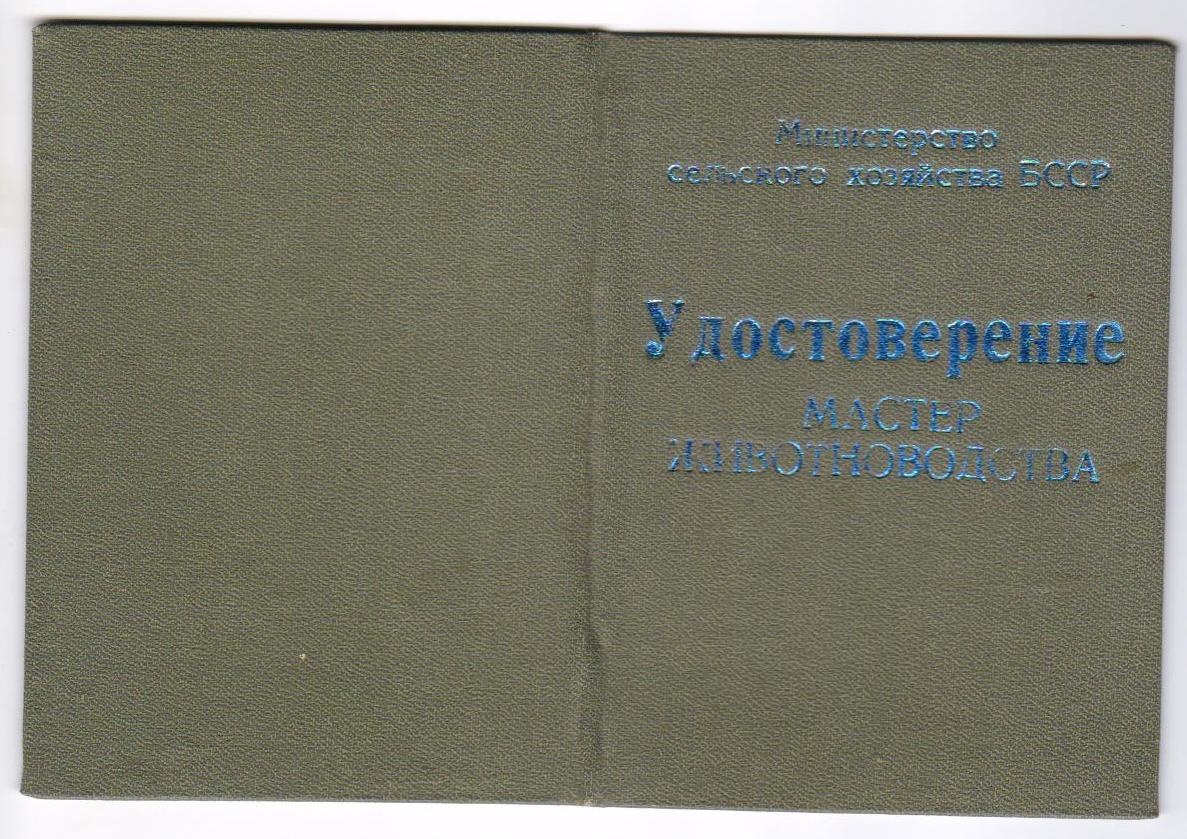 Министерство
сельского хозяйства БССР
Удостоверение
МАСТЕР
ЖИВОТНОВОДСТВА